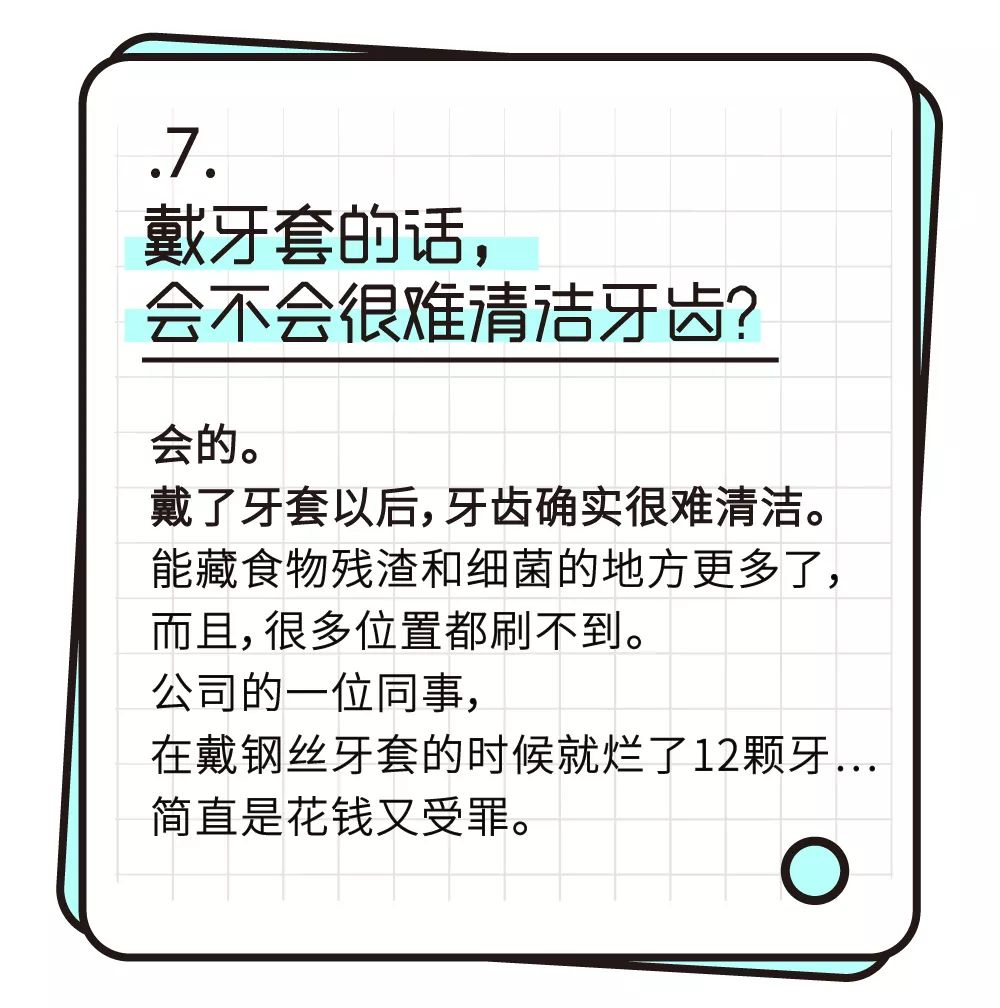 .7.
戴牙套的话，
会不会很难清洁牙齿？
会的。
戴了牙套以后，牙齿确实很难清洁。
能藏食物残渣和细菌的地方更多了，
而且，很多位置都刷不到。
公司的一位同事，
在戴钢丝牙套的时候就烂了12颗牙…
简直是花钱又受罪。